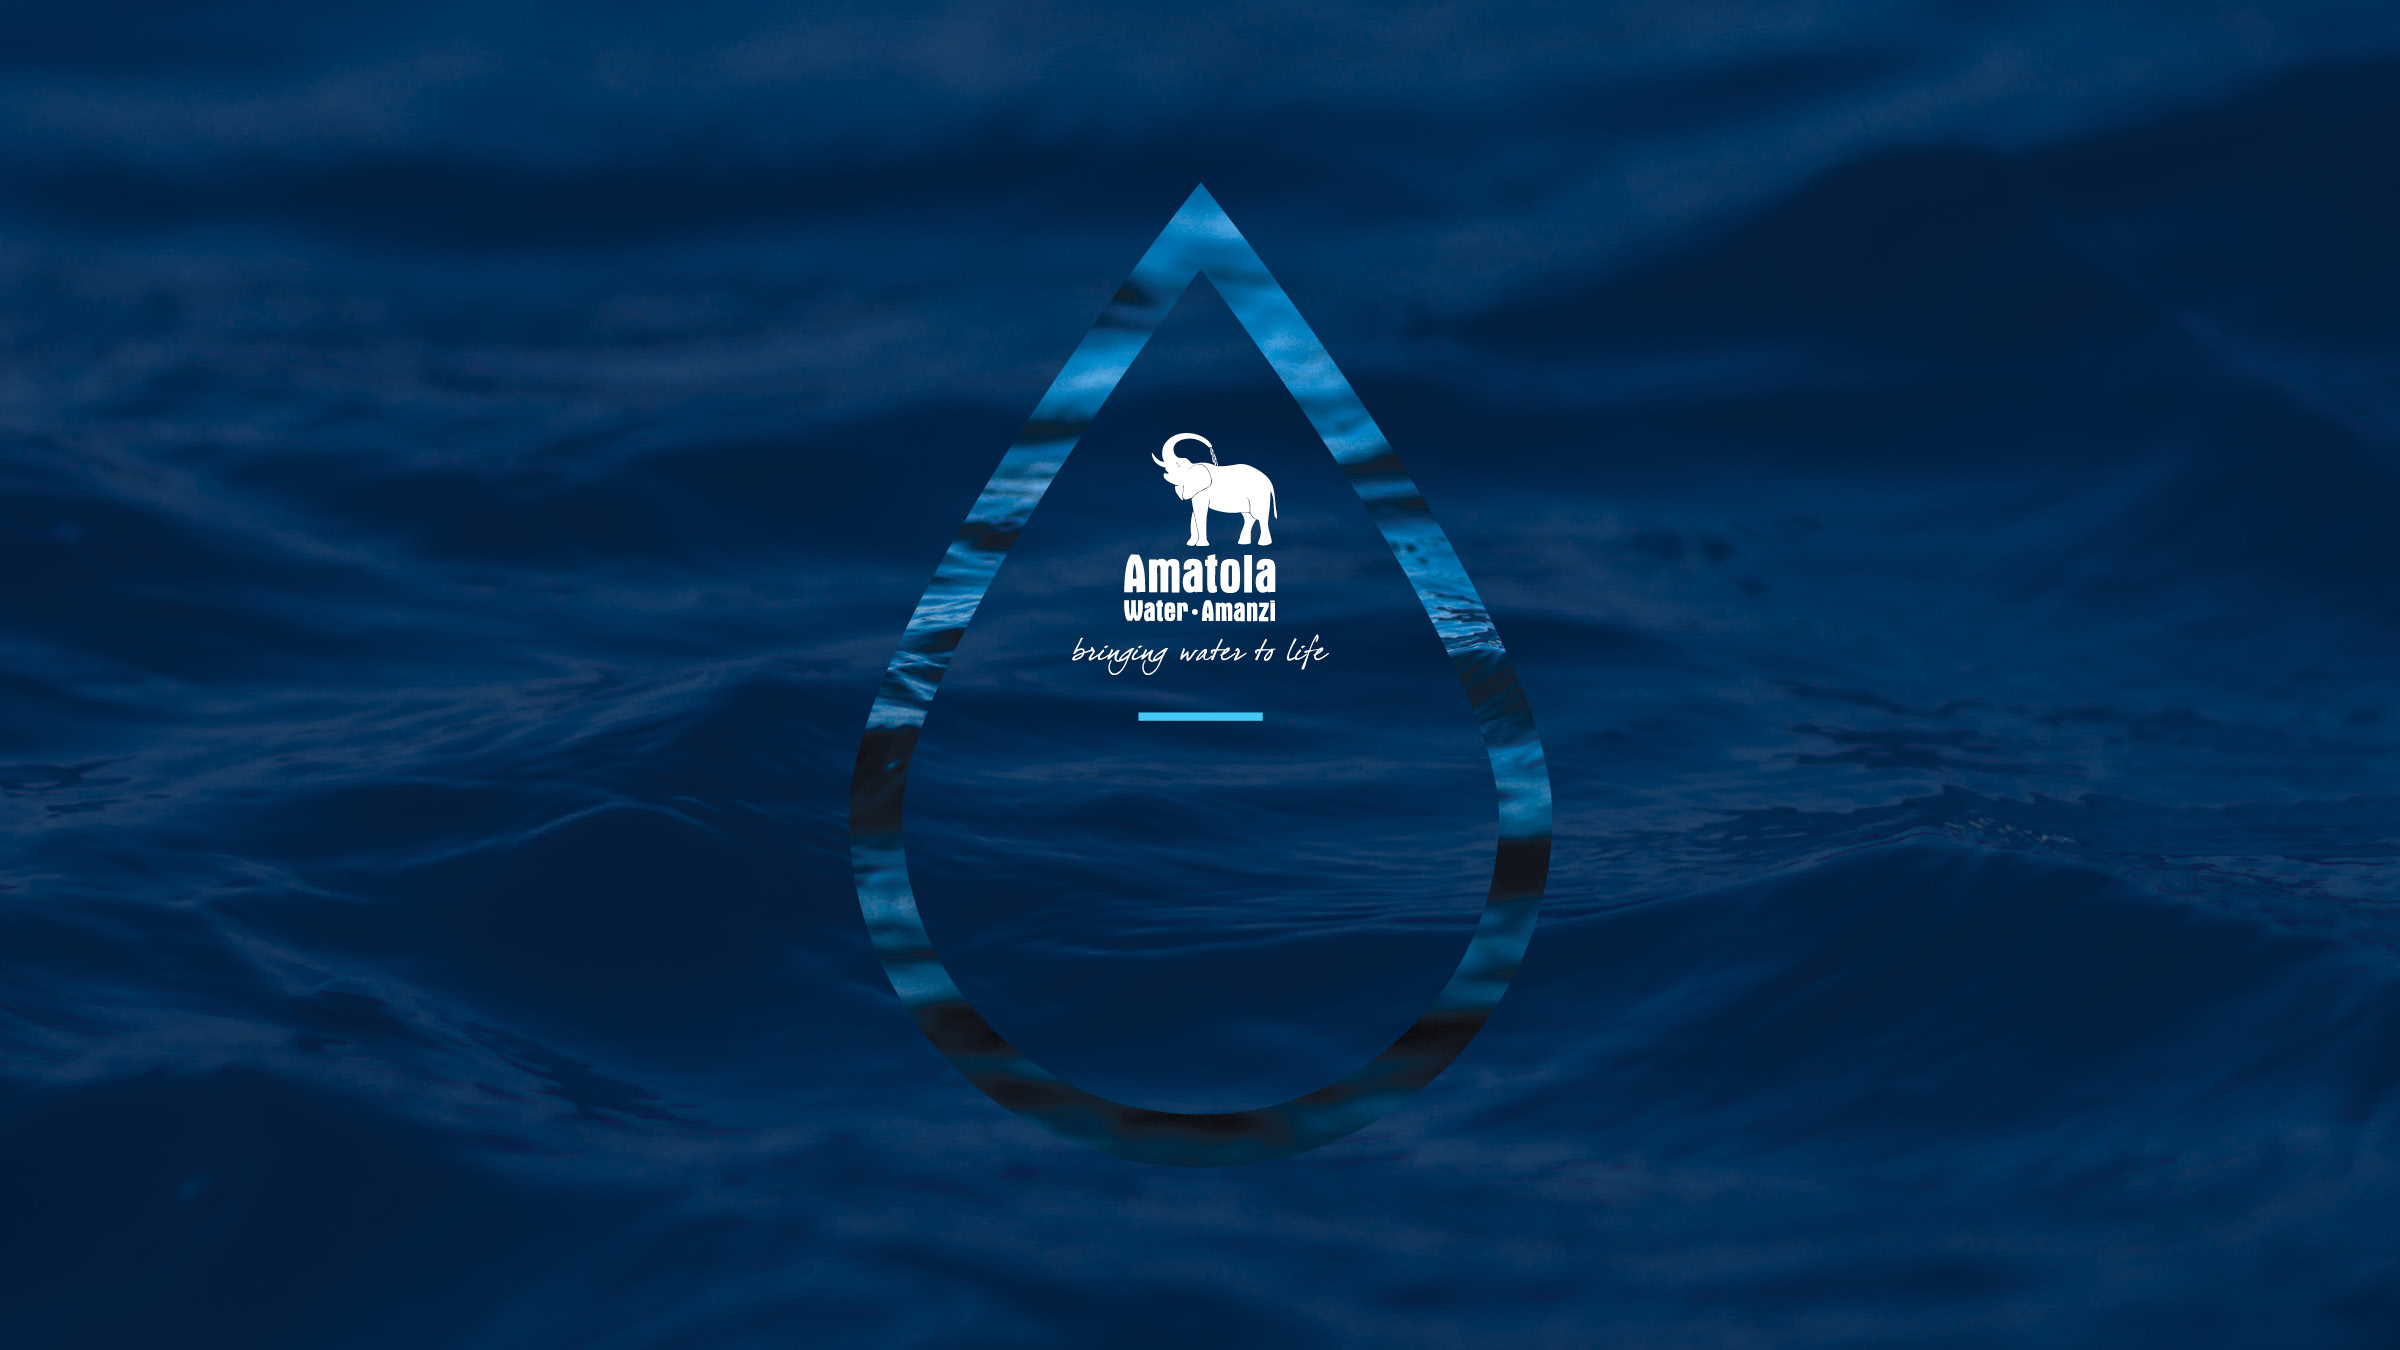 Amatola
Water • Amanzi
bringing water to life